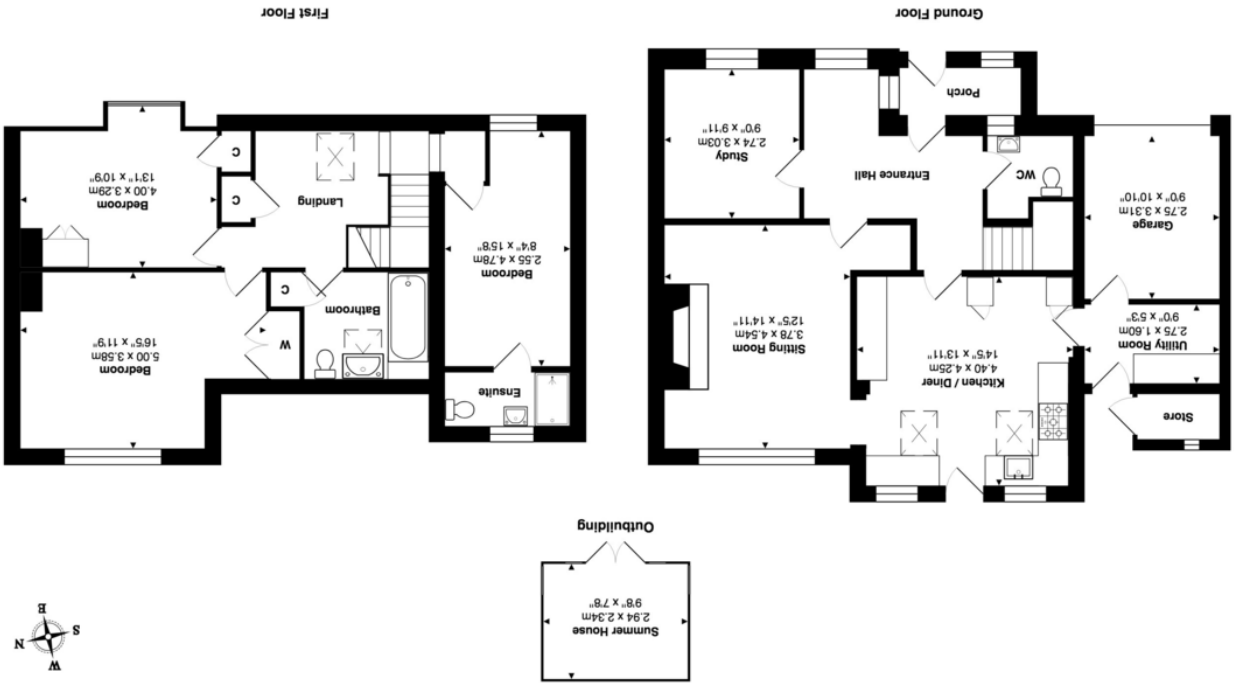 W
S
N
E
Summer House
2.94 x 2.34m
9'8" x 7'8"
Outbuilding
Store
Utility Room
2.75 x 1.60m
9'0" x 5'3"
Garage
2.75 x 3.31m
9'0" x 10'10"
Kitchen / Diner
4.40 x 4.25m
14'5" x 13'11"
Sitting Room
3.78 x 4.54m
12'5" x 14'11"
WC
Entrance Hall
Study
2.74 x 3.03m
9'0" x 9'11"
Porch
Ground Floor
Ensuite
Bedroom
2.55 x 4.78m
8'4" x 15'8"
Bathroom
W
C
Bedroom
5.00 x 3.58m
16'5" x 11'9"
Landing
C
C
Bedroom
4.00 x 3.29m
13'1" x 10'9"
First Floor